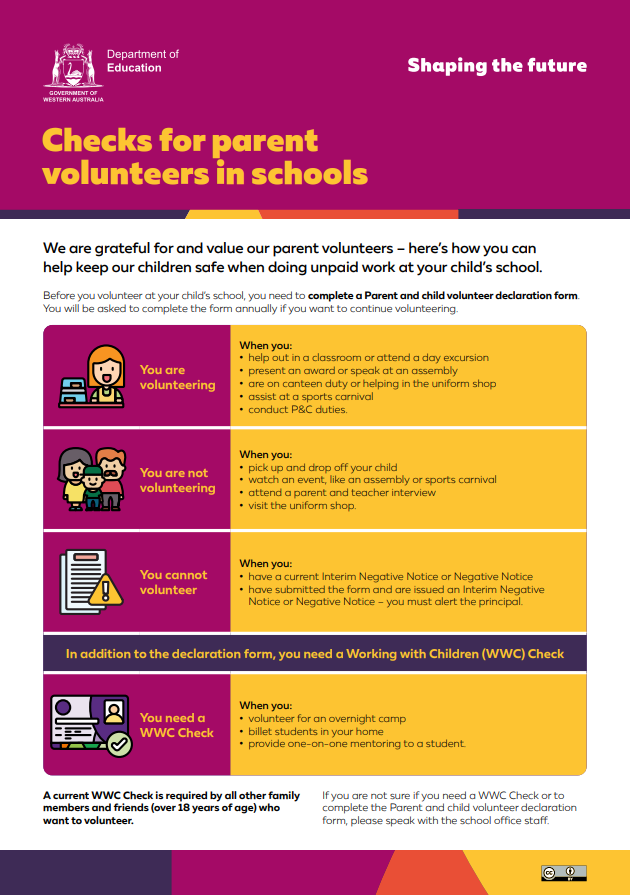 Department of
Education
GOVERNMENT OF
WESTERN AUSTRALIA
Shaping the future
Checks for parent
volunteers in schools
We are grateful for and value our parent volunteers – here's how you can
help keep our children safe when doing unpaid work at your child's school.
Before you volunteer at your child's school, you need to complete a Parent and child volunteer declaration form.
You will be asked to complete the form annually if you want to continue volunteering.
You are
volunteering
When you:
• help out in a classroom or attend a day excursion
• present an award or speak at an assembly
• are on canteen duty or helping in the uniform shop
• assist at a sports carnival
• conduct P&C duties.
You are not
volunteering
When you:
• pick up and drop off your child
• watch an event, like an assembly or sports carnival
• attend a parent and teacher interview
• visit the uniform shop.
You cannot
volunteer
When you:
• have a current Interim Negative Notice or Negative Notice
• have submitted the form and are issued an Interim Negative
Notice or Negative Notice – you must alert the principal.
In addition to the declaration form, you need a Working with Children (WWC) Check
You need a
WWC Check
When you:
• volunteer for an overnight camp
• billet students in your home
• provide one-on-one mentoring to a student.
A current WWC Check is required by all other family
members and friends (over 18 years of age) who
want to volunteer.
If you are not sure if you need a WWC Check or to
complete the Parent and child volunteer declaration
form, please speak with the school office staff.
cc
BY